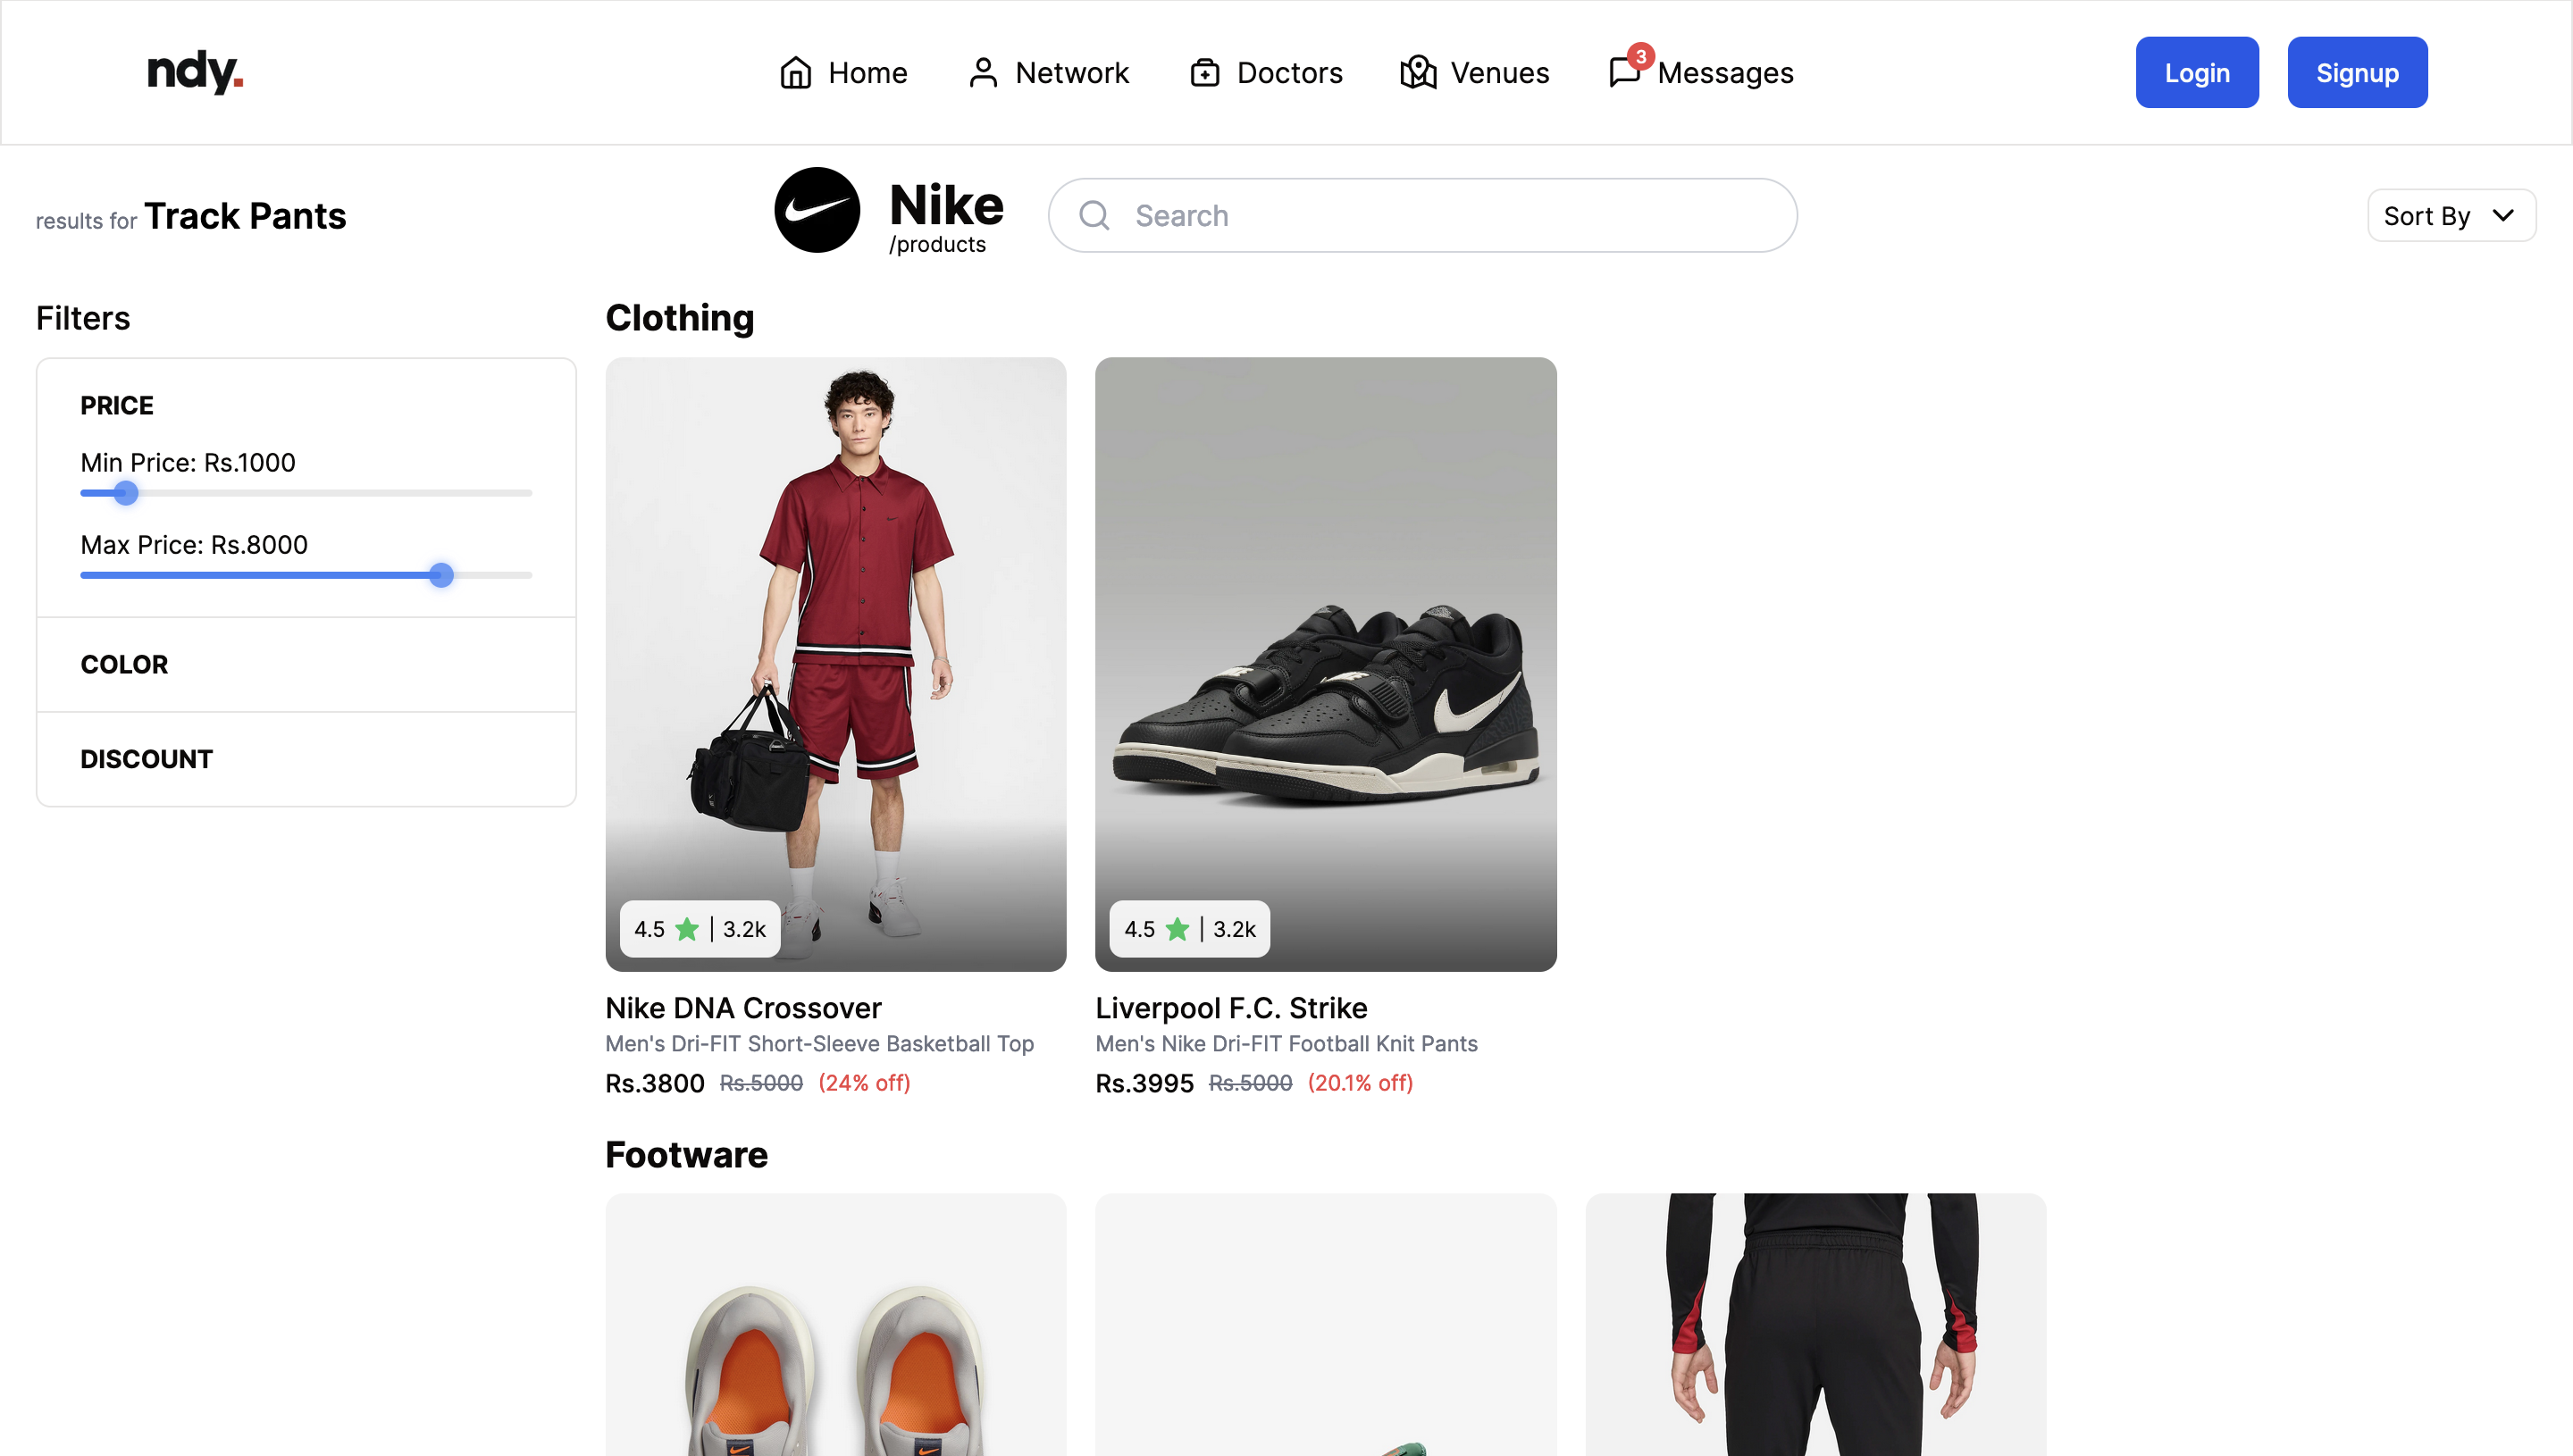 ndy.
Home
Network
Doctors
Venues
3
Messages
Login
Signup
results for Track Pants
Nike
/products
Search
Sort By
Filters
PRICE
Min Price: Rs.1000
Max Price: Rs.8000
COLOR
DISCOUNT
Clothing
4.5 | 3.2k
Nike DNA Crossover
Men's Dri-FIT Short-Sleeve Basketball Top
Rs.3800 Rs.5000 (24% off)
4.5 | 3.2k
Liverpool F.C. Strike
Men's Nike Dri-FIT Football Knit Pants
Rs.3995 Rs.5000 (20.1% off)
Footware